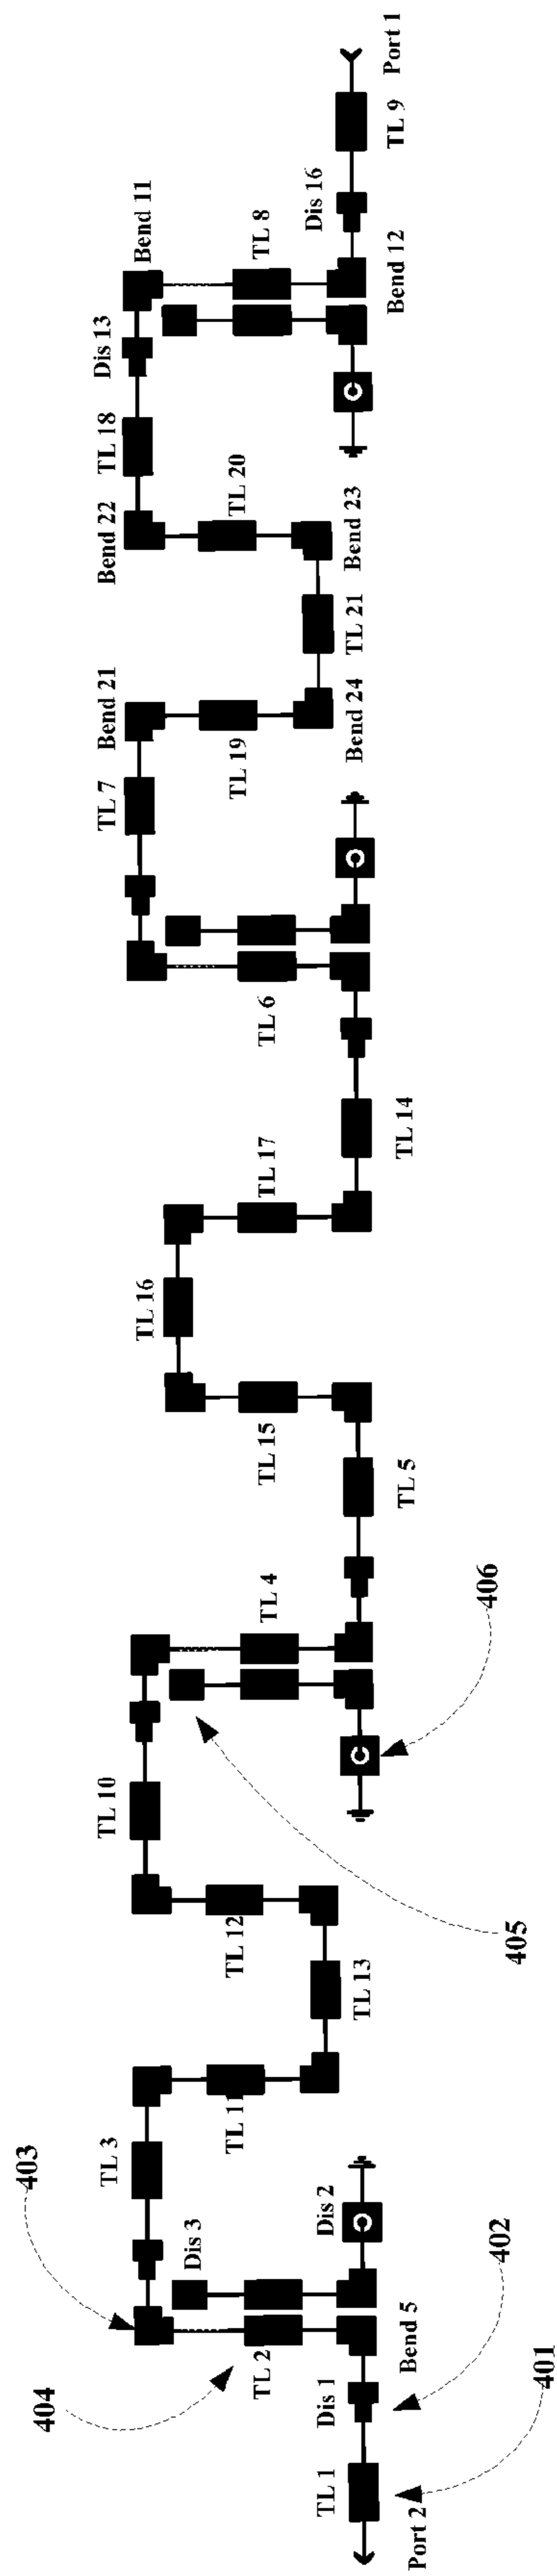 403
404
TL 3
TL 10
TL 7
Bend 21
Bend 22
TL 18
Dis 13
Bend 11
TL 16
Dis 3
TL 11
TL 12
TL 19
TL 20
TL 2
TL 4
TL 15
TL 17
TL 6
TL 8
TL 1
Dis 1
Dis 2
Dis 16
TL 13
Bend 24
TL 21
Bend 23
Bend 5
TL 5
TL 14
Bend 12
TL 9
Port 1
Port 2
402
406
405
401